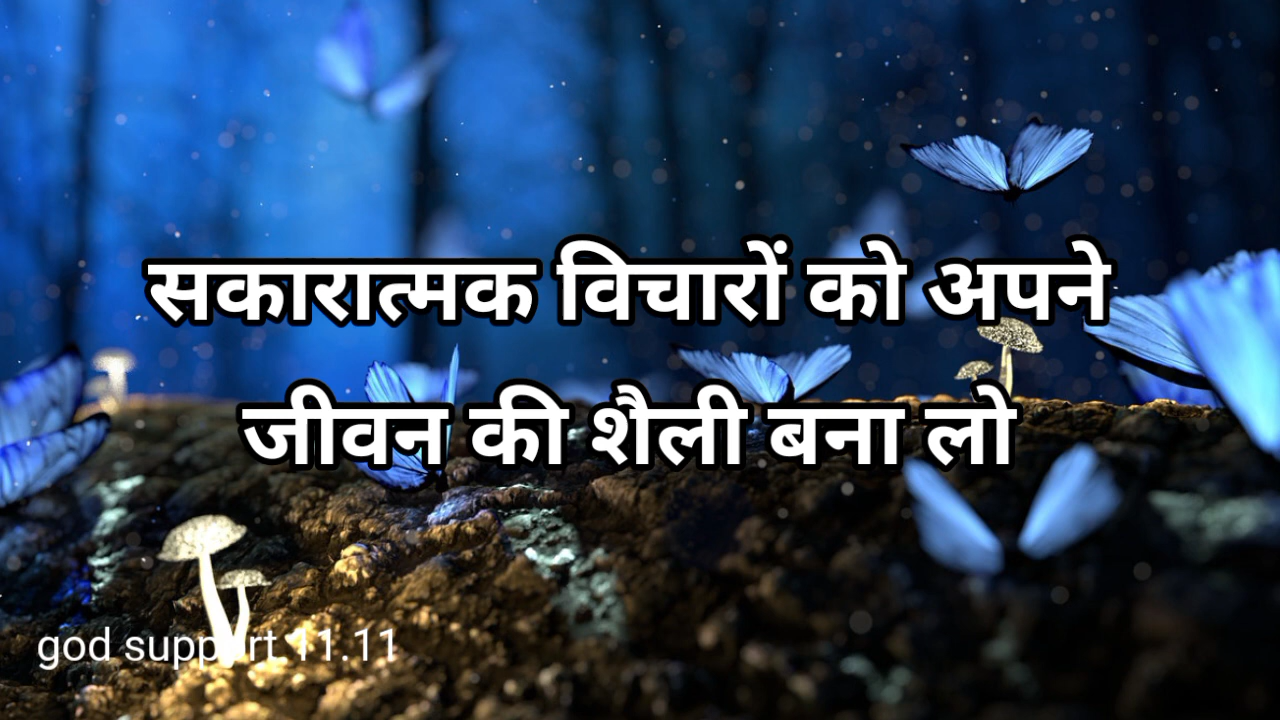 सकारात्मक विचारों को अपने
जीवन की शैली बना लो
god support 11.11